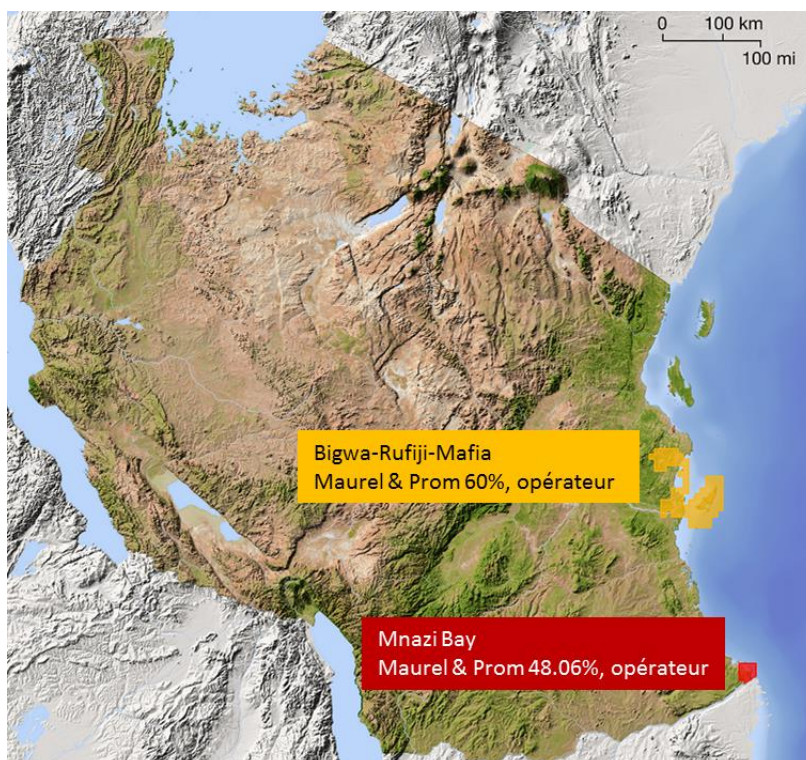 0 100 km
100 mi
Bigwa-Rufiji-Mafia
Maurel & Prom 60%, opérateur
Mnazi Bay
Maurel & Prom 48.06%, opérateur